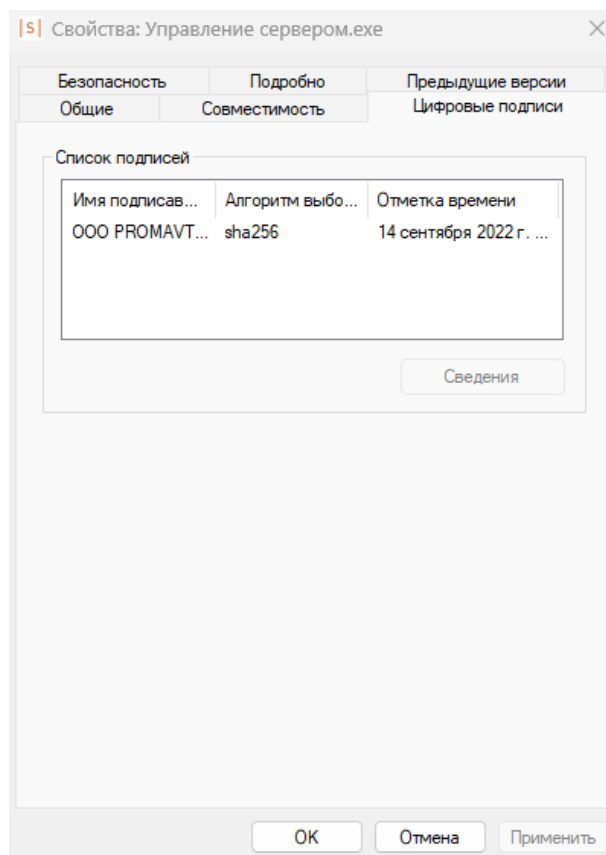 |S| Свойства: Управление сервером.exe
Безопасность Подробно Предыдущие версии
Общие Совместимость Цифровые подписи
Список подписей
Имя подписав... Алгоритм выбо... Отметка времени
ООО PROMAVT... sha256 14 сентября 2022 г. ...
Сведения
ОК Отмена Применить